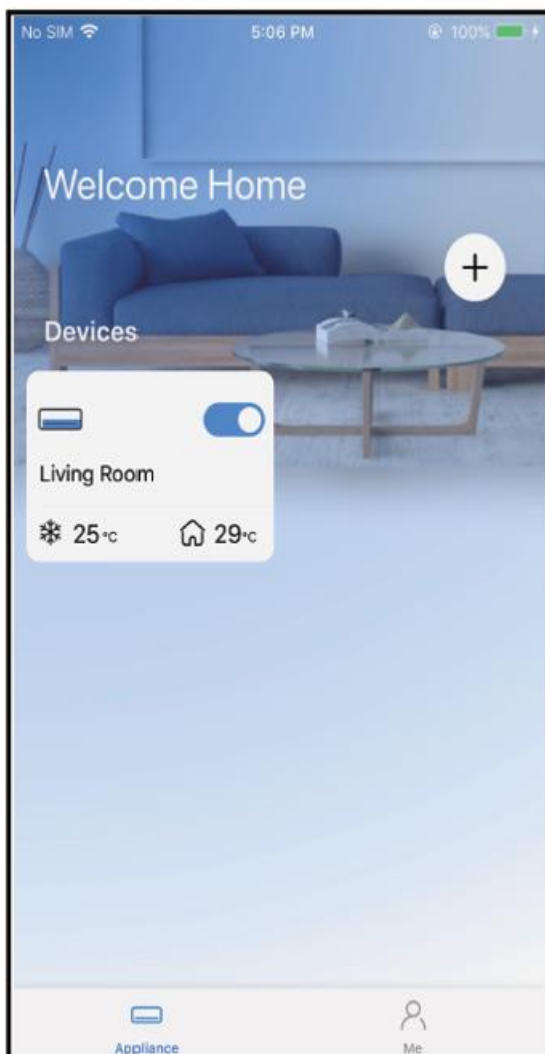 No SIM 5:06 PM 100%
Welcome Home
+
Devices
Living Room
25°C 29°C
Appliance Me